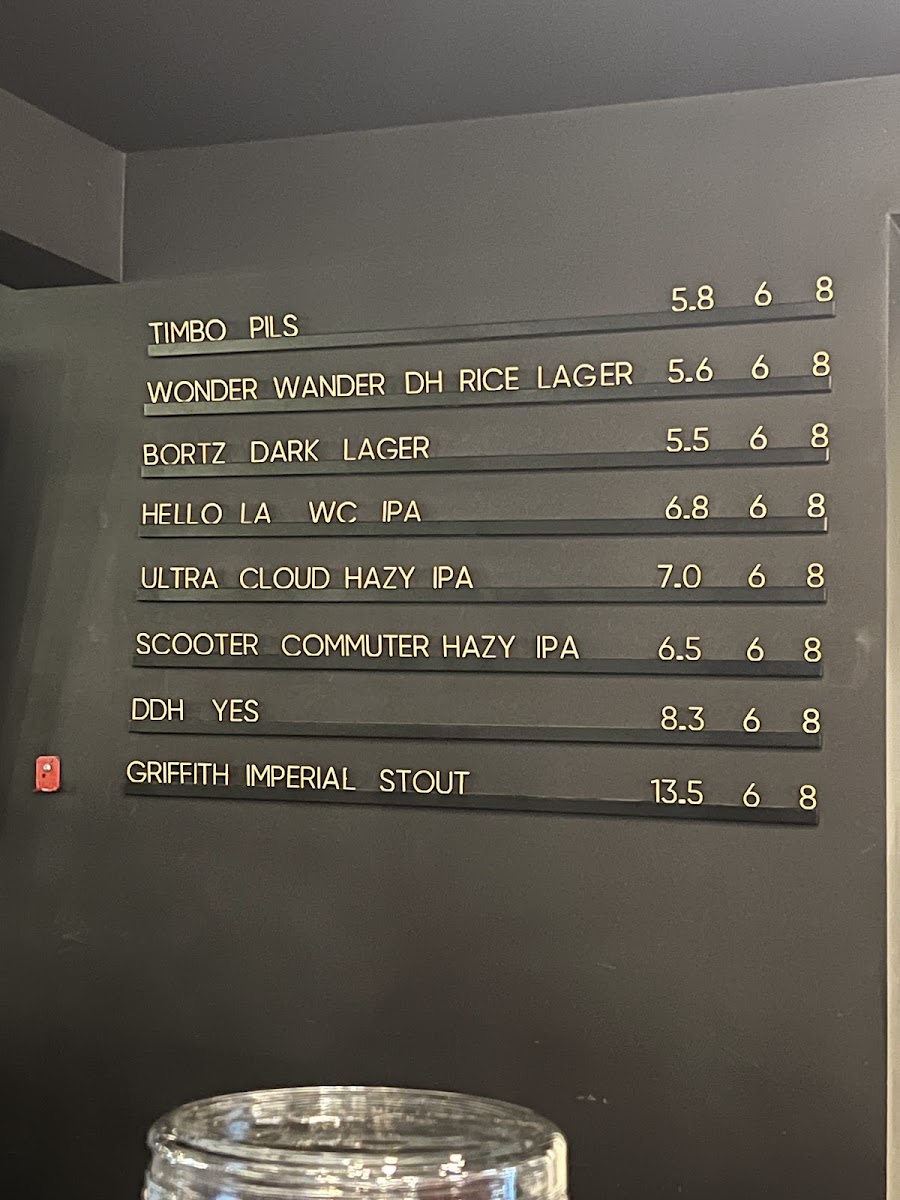 TIMBO PILS 5.8 6 8
WONDER WANDER DH RICE LAGER 5.6 6 8
BORTZ DARK LAGER 5.5 6 8
HELLO LA WC IPA 6.8 6 8
ULTRA CLOUD HAZY IPA 7.0 6 8
SCOOTER COMMUTER HAZY IPA 6.5 6 8
DDH YES 8.3 6 8
GRIFFITH IMPERIAL STOUT 13.5 6 8